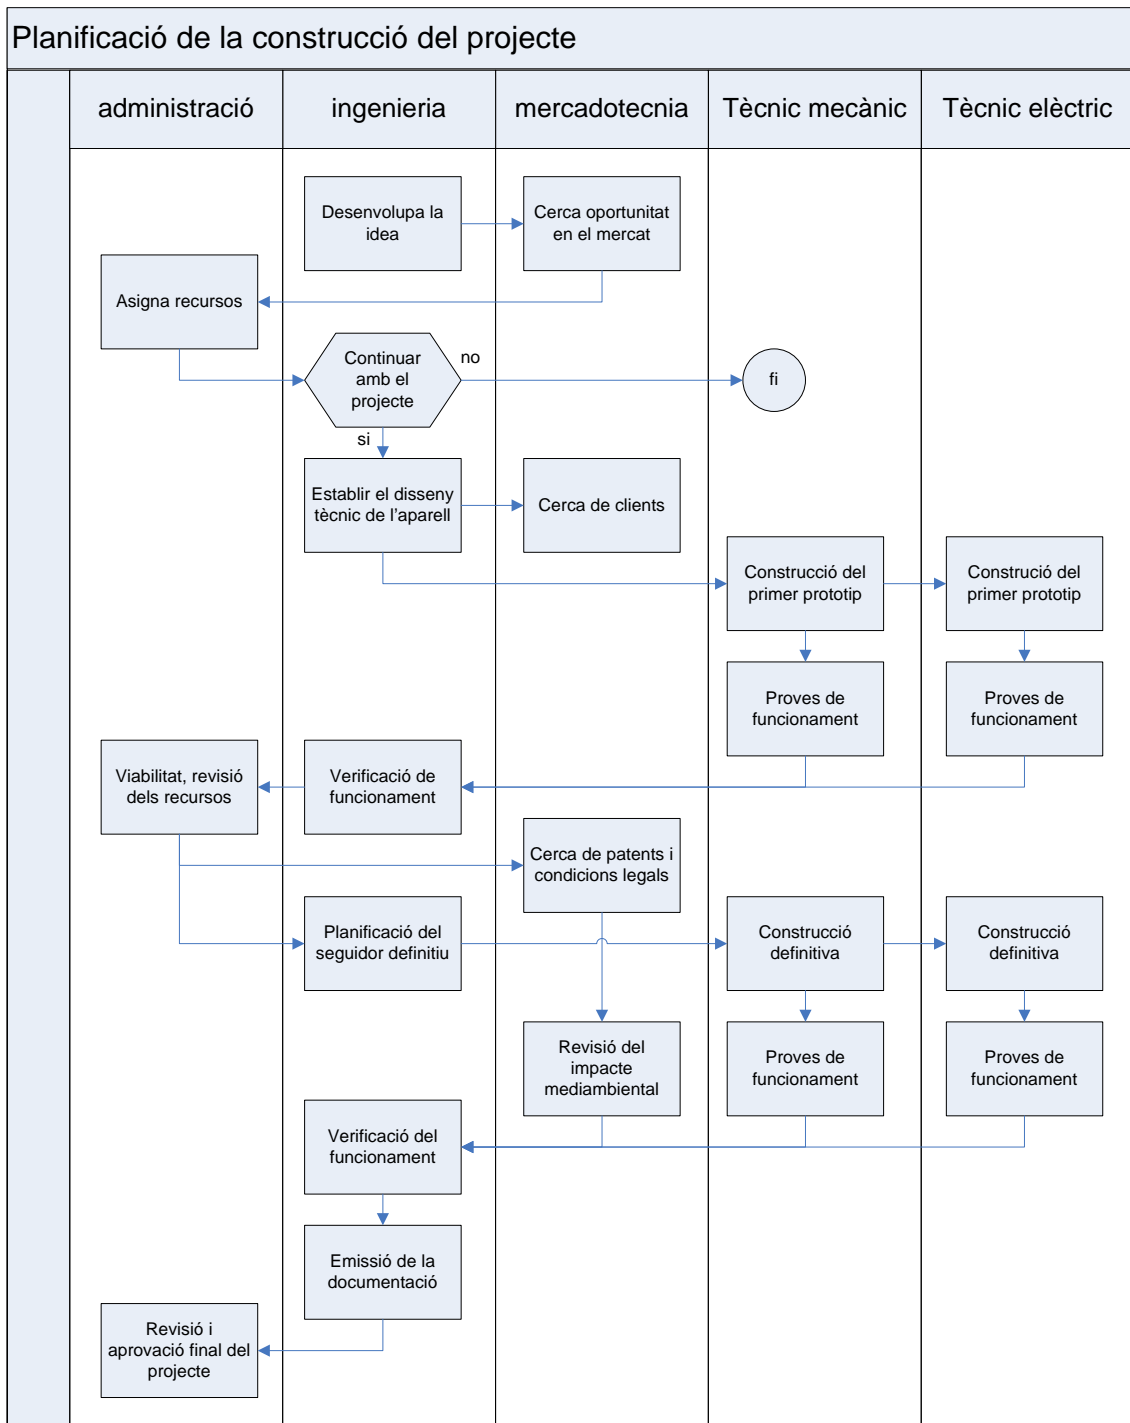 Planificació de la construcció del projecte
administració
ingenieria
mercadotecnia
Tècnic mecànic
Tècnic elèctric
Desenvolupa la
idea
Cerca oportunitat
en el mercat
Asigna recursos
Continuar
amb el
projecte
no
fi
si
Establir el disseny
tècnic de l'aparell
Cerca de clients
Construcció del
primer prototip
Construció del
primer prototip
Proves de
funcionament
Proves de
funcionament
Viabilitat, revisió
dels recursos
Verificació de
funcionament
Cerca de patents i
condicions legals
Planificació del
seguidor definitiu
Construcció
definitiva
Construcció
definitiva
Revisió del
impacte
mediambiental
Proves de
funcionament
Proves de
funcionament
Verificació del
funcionament
Emissió de la
documentació
Revisió i
aprovació final del
projecte